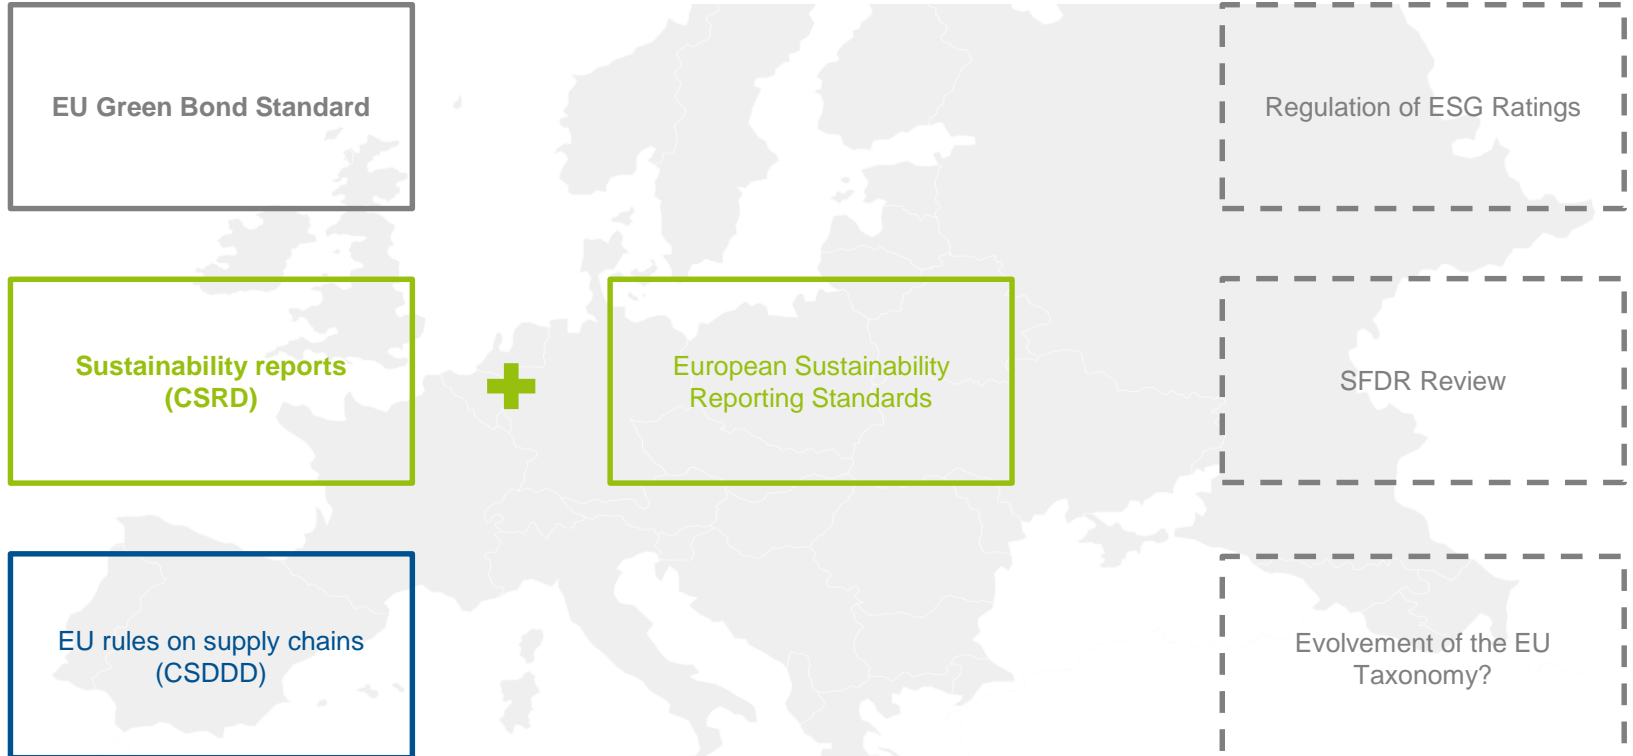 EU Green Bond Standard
Regulation of ESG Ratings
Sustainability reports
(CSRD)
European Sustainability
Reporting Standards
SFDR Review
EU rules on supply chains
(CSDDD)
Evolvement of the EU
Taxonomy?